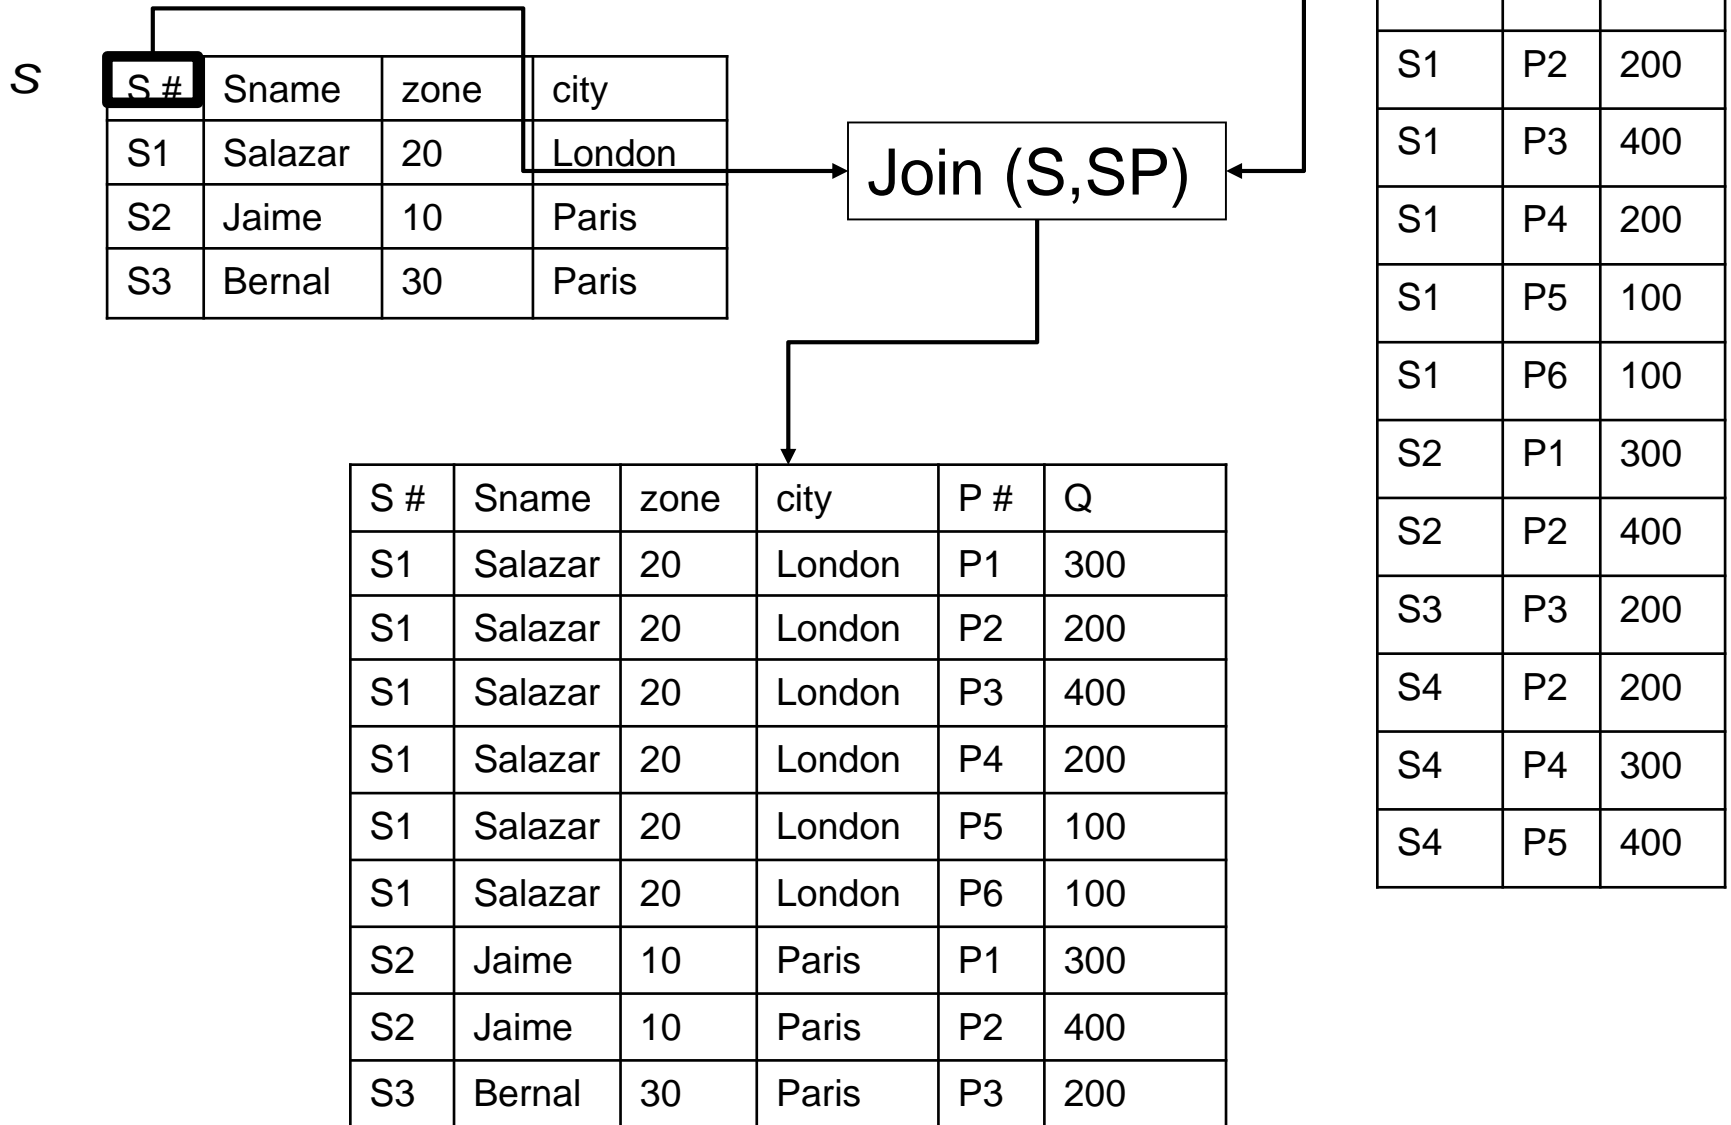 S
S # Sname zone city
S1 Salazar 20 London
S2 Jaime 10 Paris
S3 Bernal 30 Paris
Join (S,SP)
S1 P2 200
S1 P3 400
S1 P4 200
S1 P5 100
S1 P6 100
S2 P1 300
S2 P2 400
S3 P3 200
S4 P2 200
S4 P4 300
S4 P5 400
S # Sname zone city P # Q
S1 Salazar 20 London P1 300
S1 Salazar 20 London P2 200
S1 Salazar 20 London P3 400
S1 Salazar 20 London P4 200
S1 Salazar 20 London P5 100
S1 Salazar 20 London P6 100
S2 Jaime 10 Paris P1 300
S2 Jaime 10 Paris P2 400
S3 Bernal 30 Paris P3 200